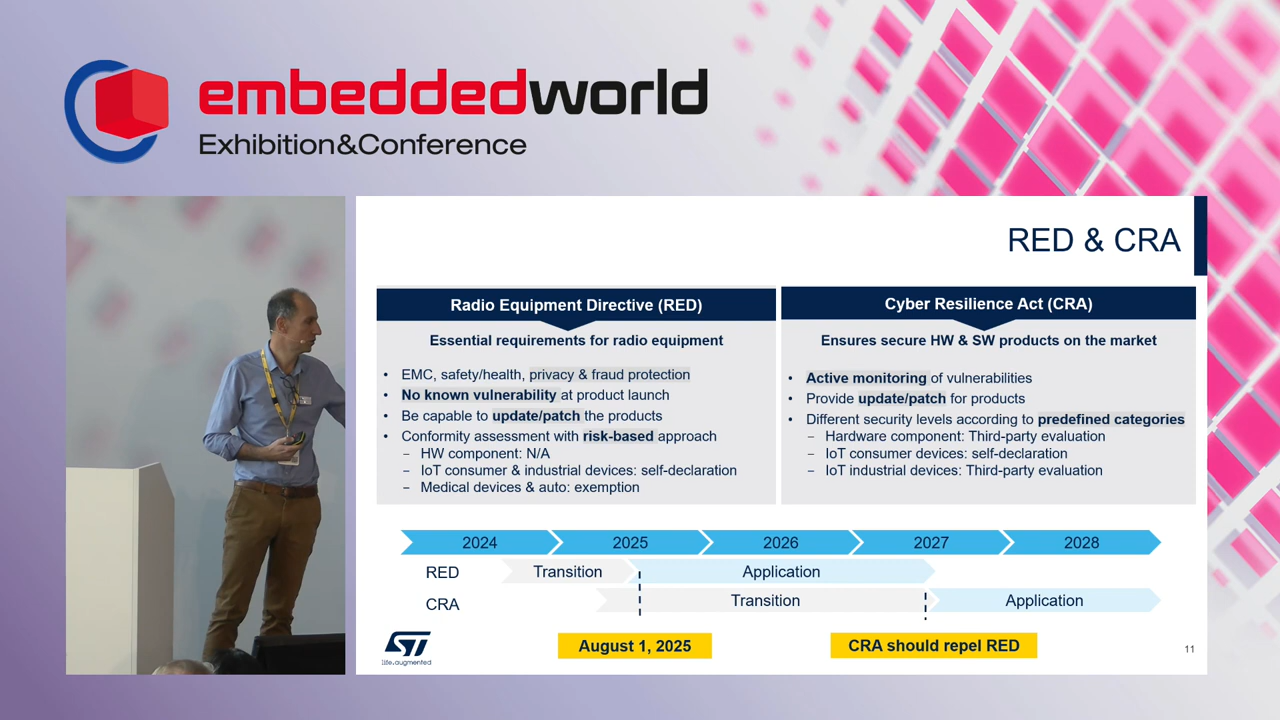 embeddedworld
Exhibition&Conference
RED & CRA
Radio Equipment Directive (RED)
Essential requirements for radio equipment
• EMC, safety/health, privacy & fraud protection
• No known vulnerability at product launch
• Be capable to update/patch the products
• Conformity assessment with risk-based approach
– HW component: N/A
– IoT consumer & industrial devices: self-declaration
– Medical devices & auto: exemption
Cyber Resilience Act (CRA)
Ensures secure HW & SW products on the market
• Active monitoring of vulnerabilities
• Provide update/patch for products
• Different security levels according to predefined categories
– Hardware component: Third-party evaluation
– IoT consumer devices: self-declaration
– IoT industrial devices: Third-party evaluation
2024 2025 2026 2027 2028
RED Transition Application
CRA Transition Application
August 1, 2025 CRA should repel RED
ST
life.augmented
11